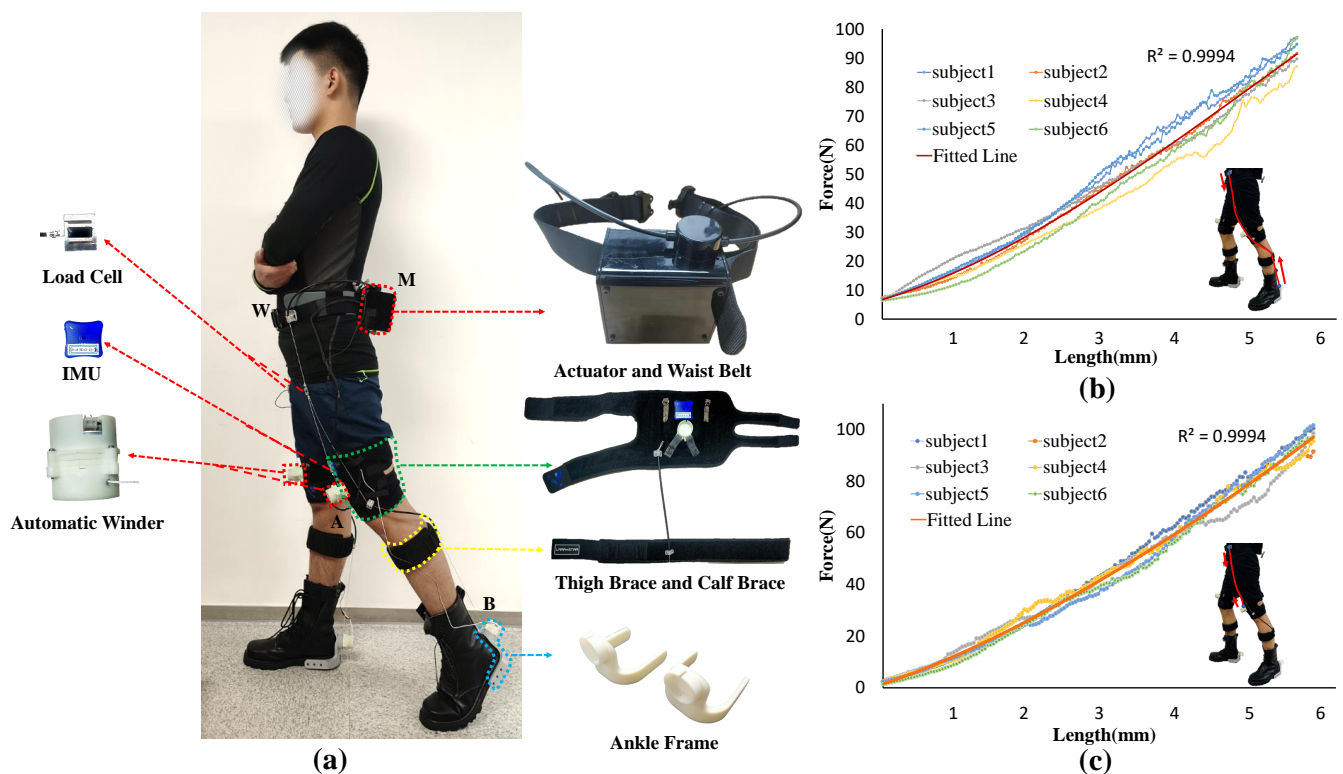 Load Cell
IMU
Automatic Winder
W
M
A
B
Actuator and Waist Belt
Thigh Brace and Calf Brace
Ankle Frame
(a)
Force(N)
100
90
80
70
60
50
40
30
20
10
0
R² = 0.9994
subject1
subject2
subject3
subject4
subject5
subject6
Fitted Line
1 2 3 4 5 6
Length(mm)
(b)
Force(N)
100
80
60
40
20
0
R² = 0.9994
subject1
subject2
subject3
subject4
subject5
subject6
Fitted Line
1 2 3 4 5 6
Length(mm)
(c)